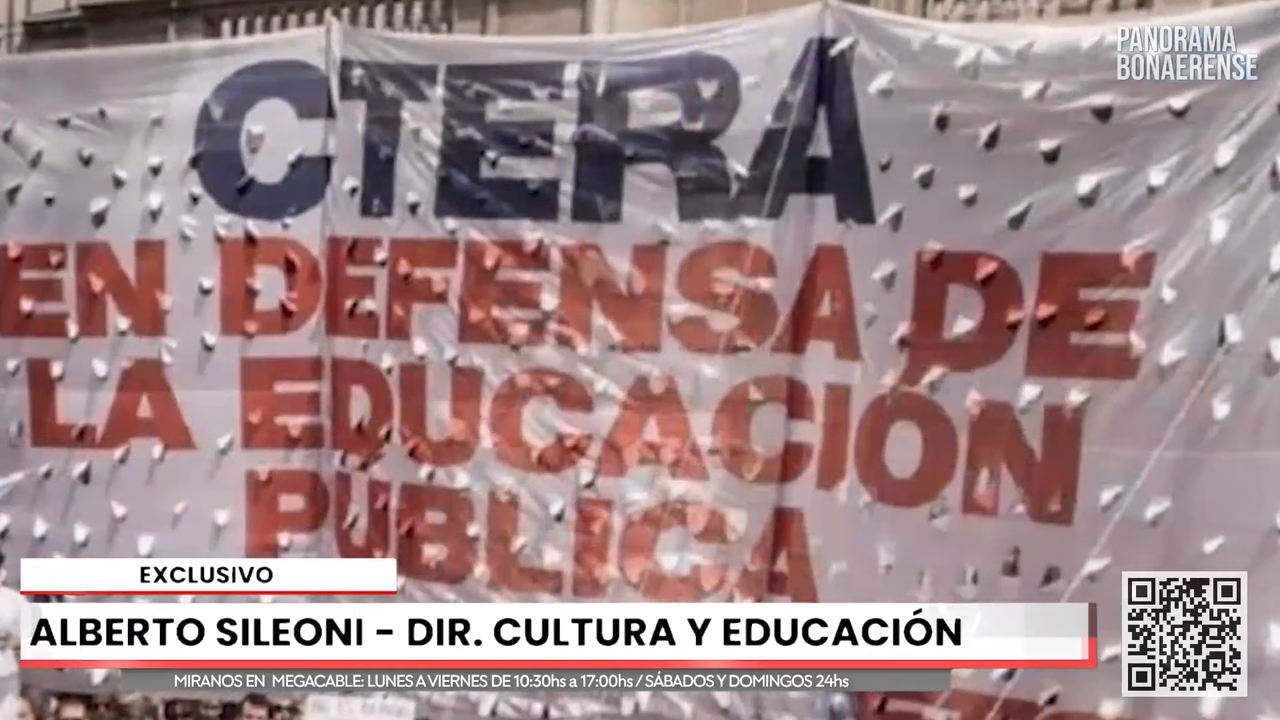 PANORAMA
BONAERENSE
CTERA
EN DEFENSA DE
LA EDUCACIÓN
PUBLICA
EXCLUSIVO
ALBERTO SILEONI - DIR. CULTURA Y EDUCACIÓN
MIRANOS EN MEGACABLE: LUNES A VIERNES DE 10:30hs a 17:00hs / SÁBADOS Y DOMINGOS 24hs